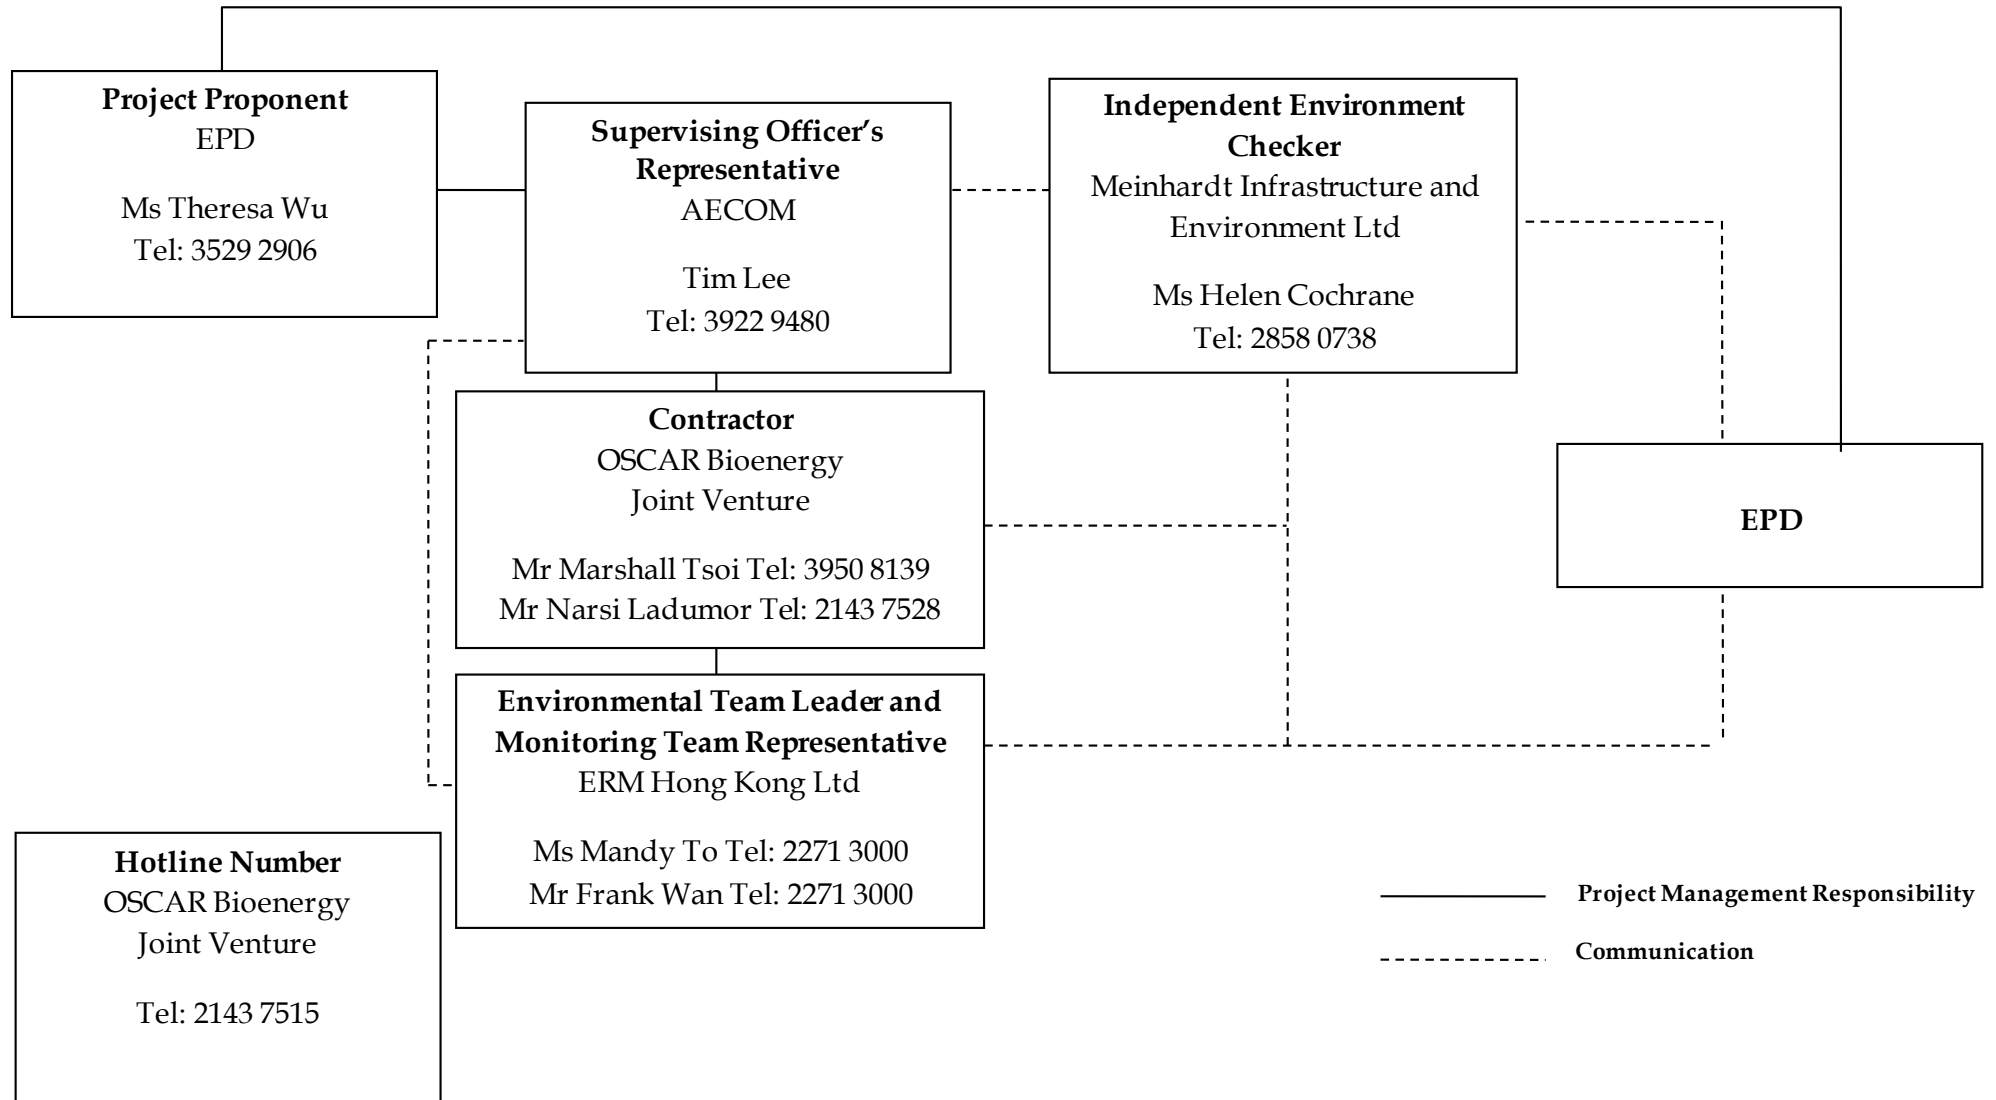 Project Proponent
EPD
Ms Theresa Wu
Tel: 3529 2906
Supervising Officer’s
Representative
AECOM
Tim Lee
Tel: 3922 9480
Independent Environment
Checker
Meinhardt Infrastructure and
Environment Ltd
Ms Helen Cochrane
Tel: 2858 0738
Contractor
OSCAR Bioenergy
Joint Venture
Mr Marshall Tsoi Tel: 3950 8139
Mr Narsi Ladumor Tel: 2143 7528
EPD
Environmental Team Leader and
Monitoring Team Representative
ERM Hong Kong Ltd
Ms Mandy To Tel: 2271 3000
Mr Frank Wan Tel: 2271 3000
Hotline Number
OSCAR Bioenergy
Joint Venture
Tel: 2143 7515
Project Management Responsibility
Communication